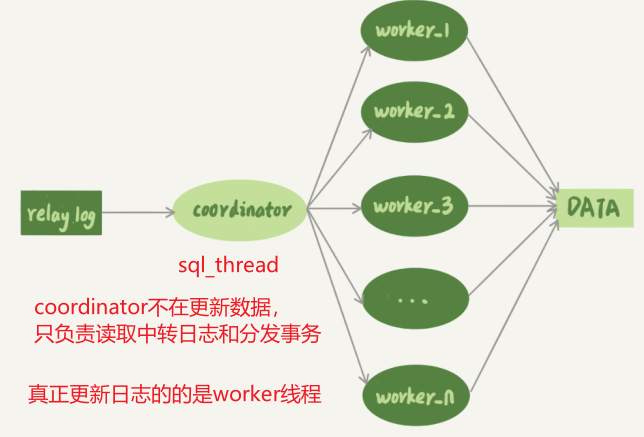 worker_1
worker_2
relay log
coordinator
worker_3
DATA
sql_thread
...
coordinator不在更新数据，
只负责读取中转日志和分发事务
真正更新日志的的是worker线程
worker_n